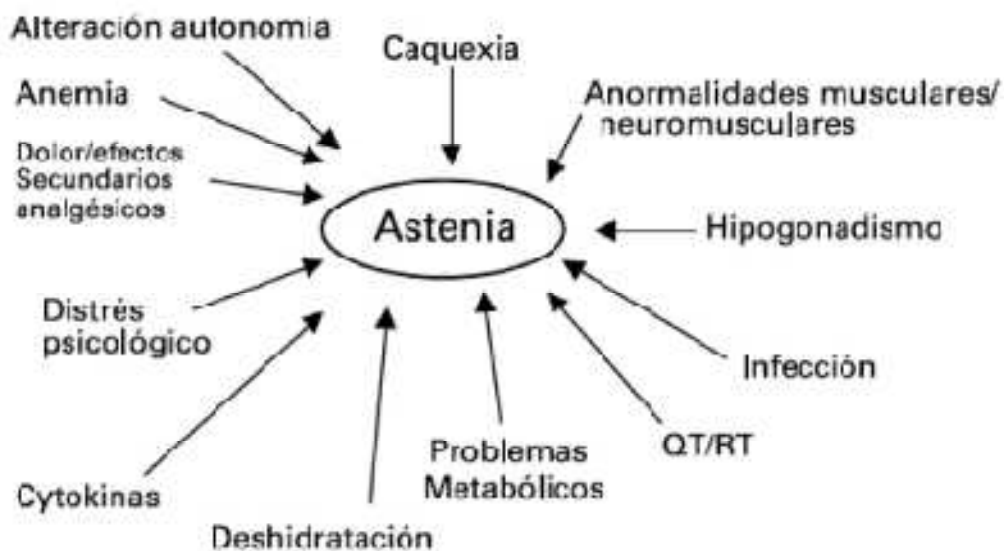 Alteración autonomia
Caquexia
Anemia
Anormalidades musculares/
neuromusculares
Dolor/efectos
Secundarios
analgésicos
Astenia
Hipogonadismo
Distrés
psicológico
Infección
QT/RT
Problemas
Metabólicos
Cytokinas
Deshidratación